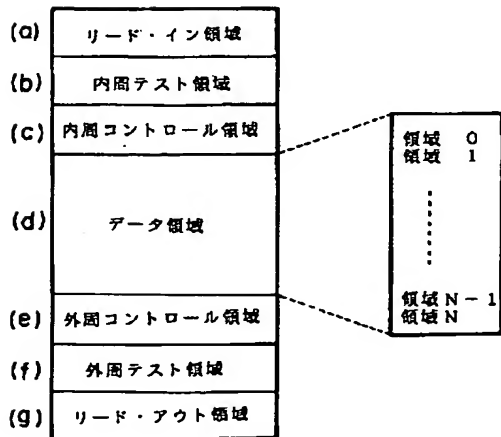 (a) リード・イン領域
(b) 内周テスト領域
(c) 内周コントロール領域
(d) データ領域
(e) 外周コントロール領域
(f) 外周テスト領域
(g) リード・アウト領域
領域 0
領域 1
領域 N-1
領域 N